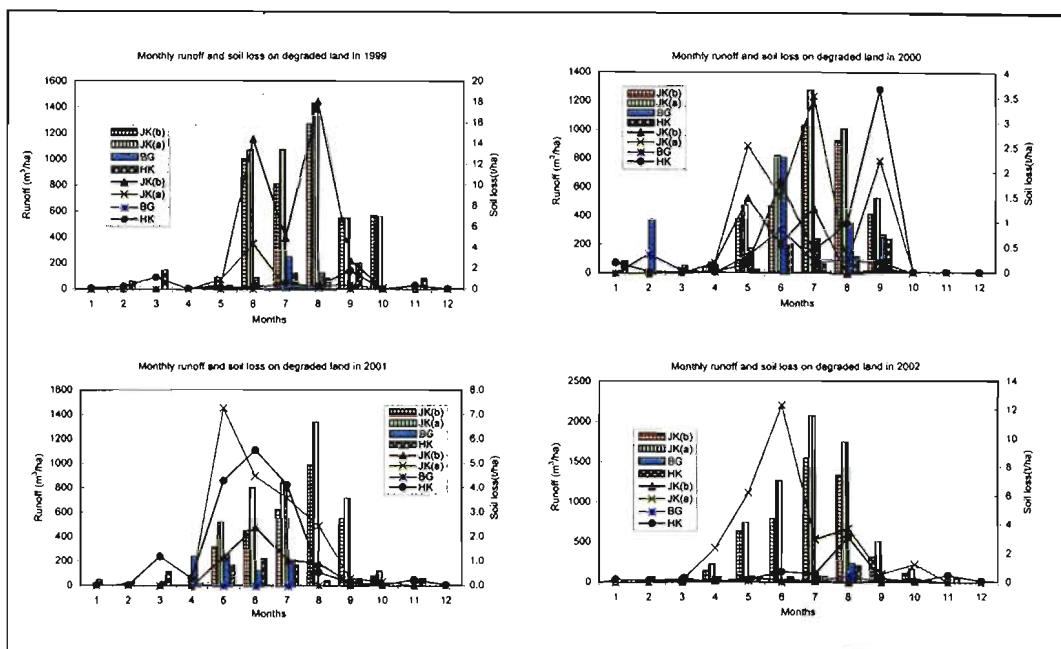 Monthly runoff and soil loss on degraded land in 1999
1600
1400
1200
1000
800
600
400
200
0
Runoff (m³/ha)
20
18
16
14
12
10
8
6
4
2
0
Soil loss(t/ha)
JK(b)
JK(a)
BG
HK
JK(b)
JK(a)
BG
HK
1 2 3 4 5 6 7 8 9 10 11 12
Months
Monthly runoff and soil loss on degraded land in 2000
1400
1200
1000
800
600
400
200
0
Runoff (m³/ha)
4
3.5
3
2.5
2
1.5
1
0.5
0
Soil loss(t/ha)
JK(b)
JK(a)
BG
HK
JK(b)
JK(a)
BG
HK
1 2 3 4 5 6 7 8 9 10 11 12
Months
Monthly runoff and soil loss on degraded land in 2001
1600
1400
1200
1000
800
600
400
200
0
Runoff (m³/ha)
8.0
7.0
6.0
5.0
4.0
3.0
2.0
1.0
0.0
Soil loss(t/ha)
JK(b)
JK(a)
BG
HK
JK(b)
JK(a)
BG
HK
1 2 3 4 5 6 7 8 9 10 11 12
Months
Monthly runoff and soil loss on degraded land in 2002
2500
2000
1500
1000
500
0
Runoff (m³/ha)
14
12
10
8
6
4
2
0
Soil loss(t/ha)
JK(b)
JK(a)
BG
HK
JK(b)
JK(a)
BG
HK
1 2 3 4 5 6 7 8 9 10 11 12
Months